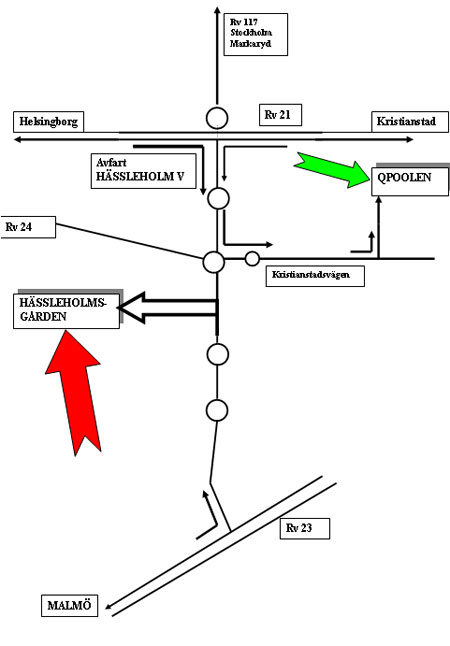 Rv 117
Stockholm
Markaryd
Rv 21
Helsingborg
Kristianstad
Avfart
HÄSSLEHOLM V
QPOOLEN
Rv 24
Kristianstadsvägen
HÄSSLEHOLMS-
GÅRDEN
Rv 23
MALMÖ